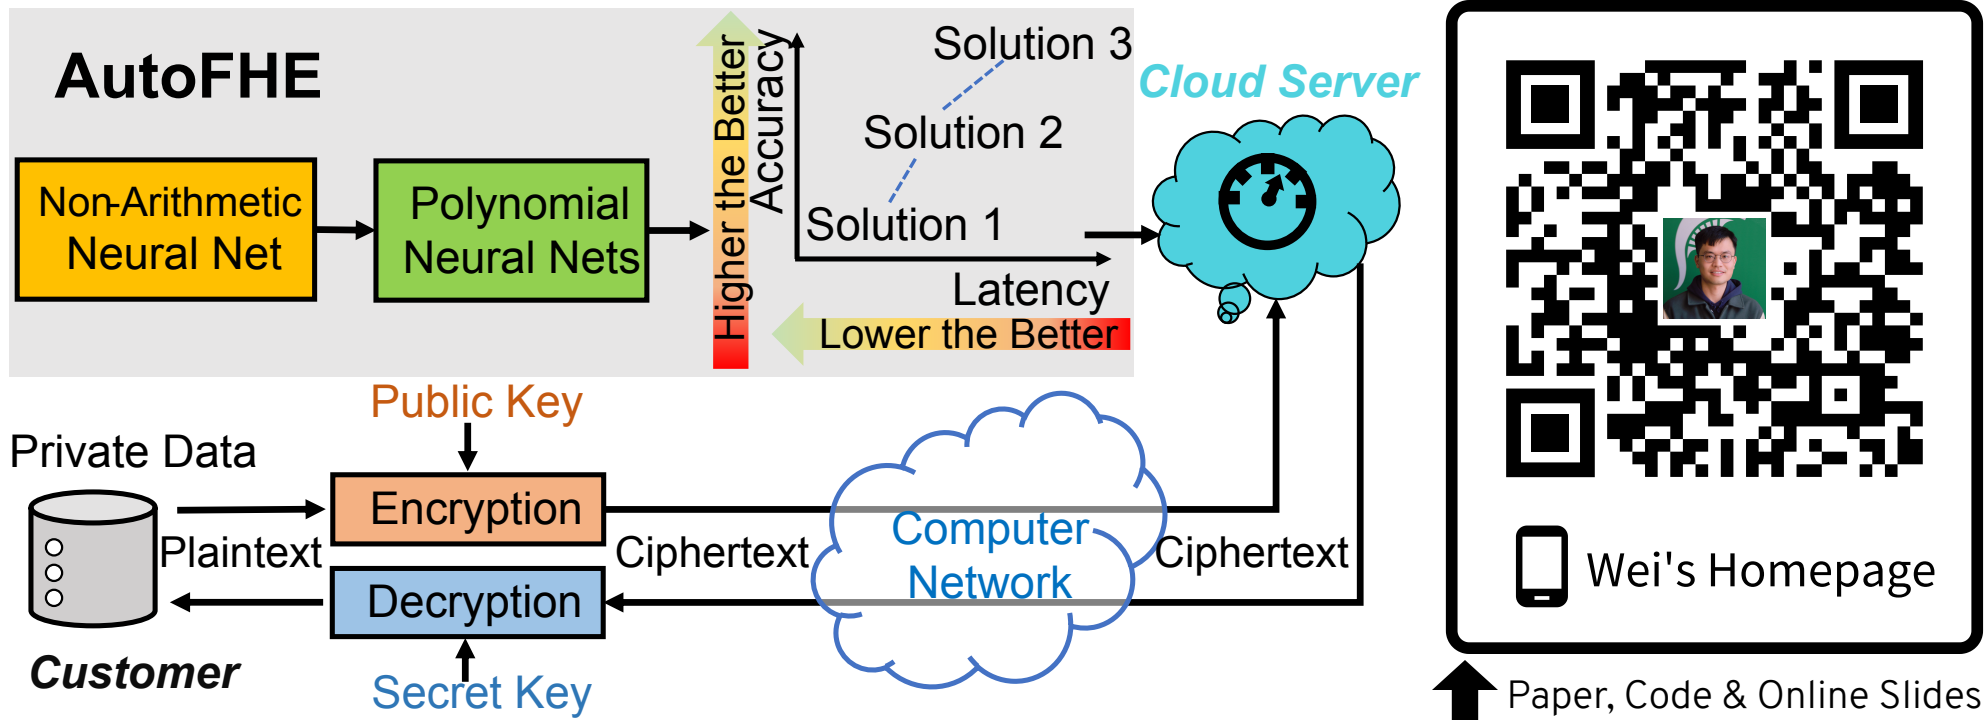 AutoFHE
Non-Arithmetic
Neural Net
Polynomial
Neural Nets
Higher the Better
Accuracy
Solution 3
Solution 2
Solution 1
Latency
Lower the Better
Cloud Server
Public Key
Private Data
Encryption
Plaintext
Ciphertext
Computer
Network
Ciphertext
Decryption
Customer
Secret Key
Wei's Homepage
Paper, Code & Online Slides